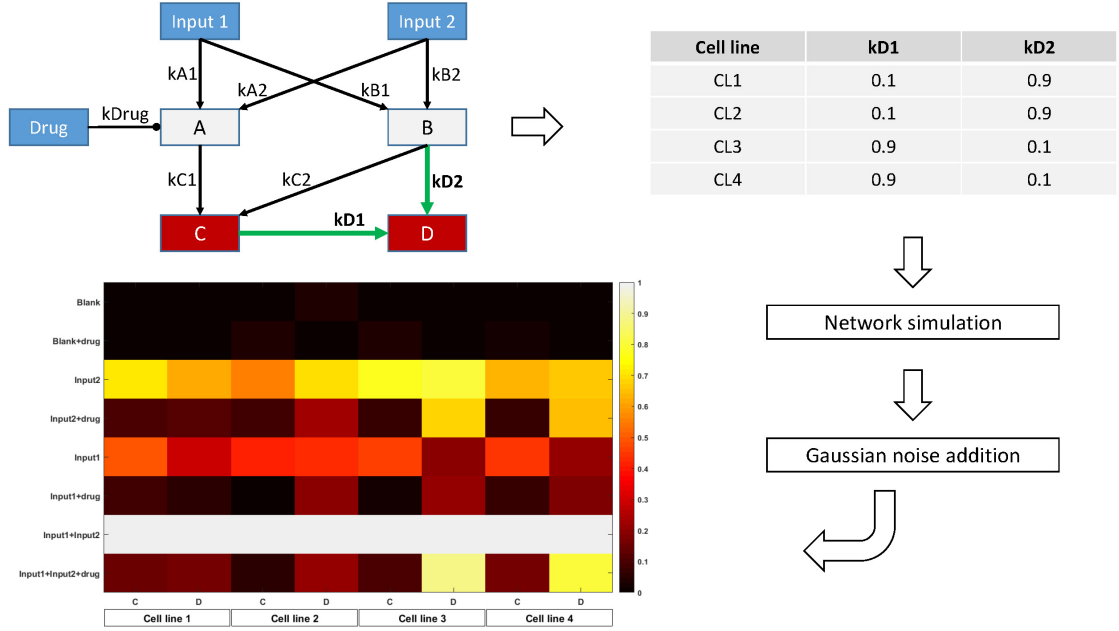 Input 1 Input 2
kA1 kA2 kB1 kB2
Drug kDrug A B
kC1 kC2 kD2
C kD1 D
Cell line kD1 kD2
CL1 0.1 0.9
CL2 0.1 0.9
CL3 0.9 0.1
CL4 0.9 0.1
Network simulation
Gaussian noise addition
Blank
Blank+drug
Input2
Input2+drug
Input1
Input1+drug
Input1+Input2
Input1+Input2+drug
C D C D C D C D
Cell line 1 Cell line 2 Cell line 3 Cell line 4
1
0.9
0.8
0.7
0.6
0.5
0.4
0.3
0.2
0.1
0